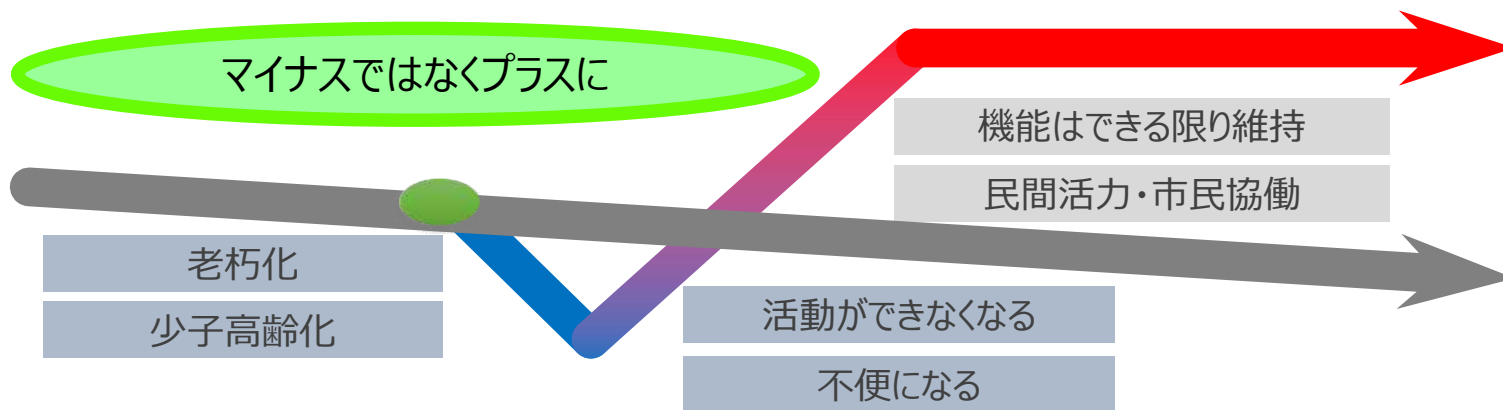 マイナスではなくプラスに
機能はできる限り維持
民間活力・市民協働
老朽化
少子高齢化
活動ができなくなる
不便になる